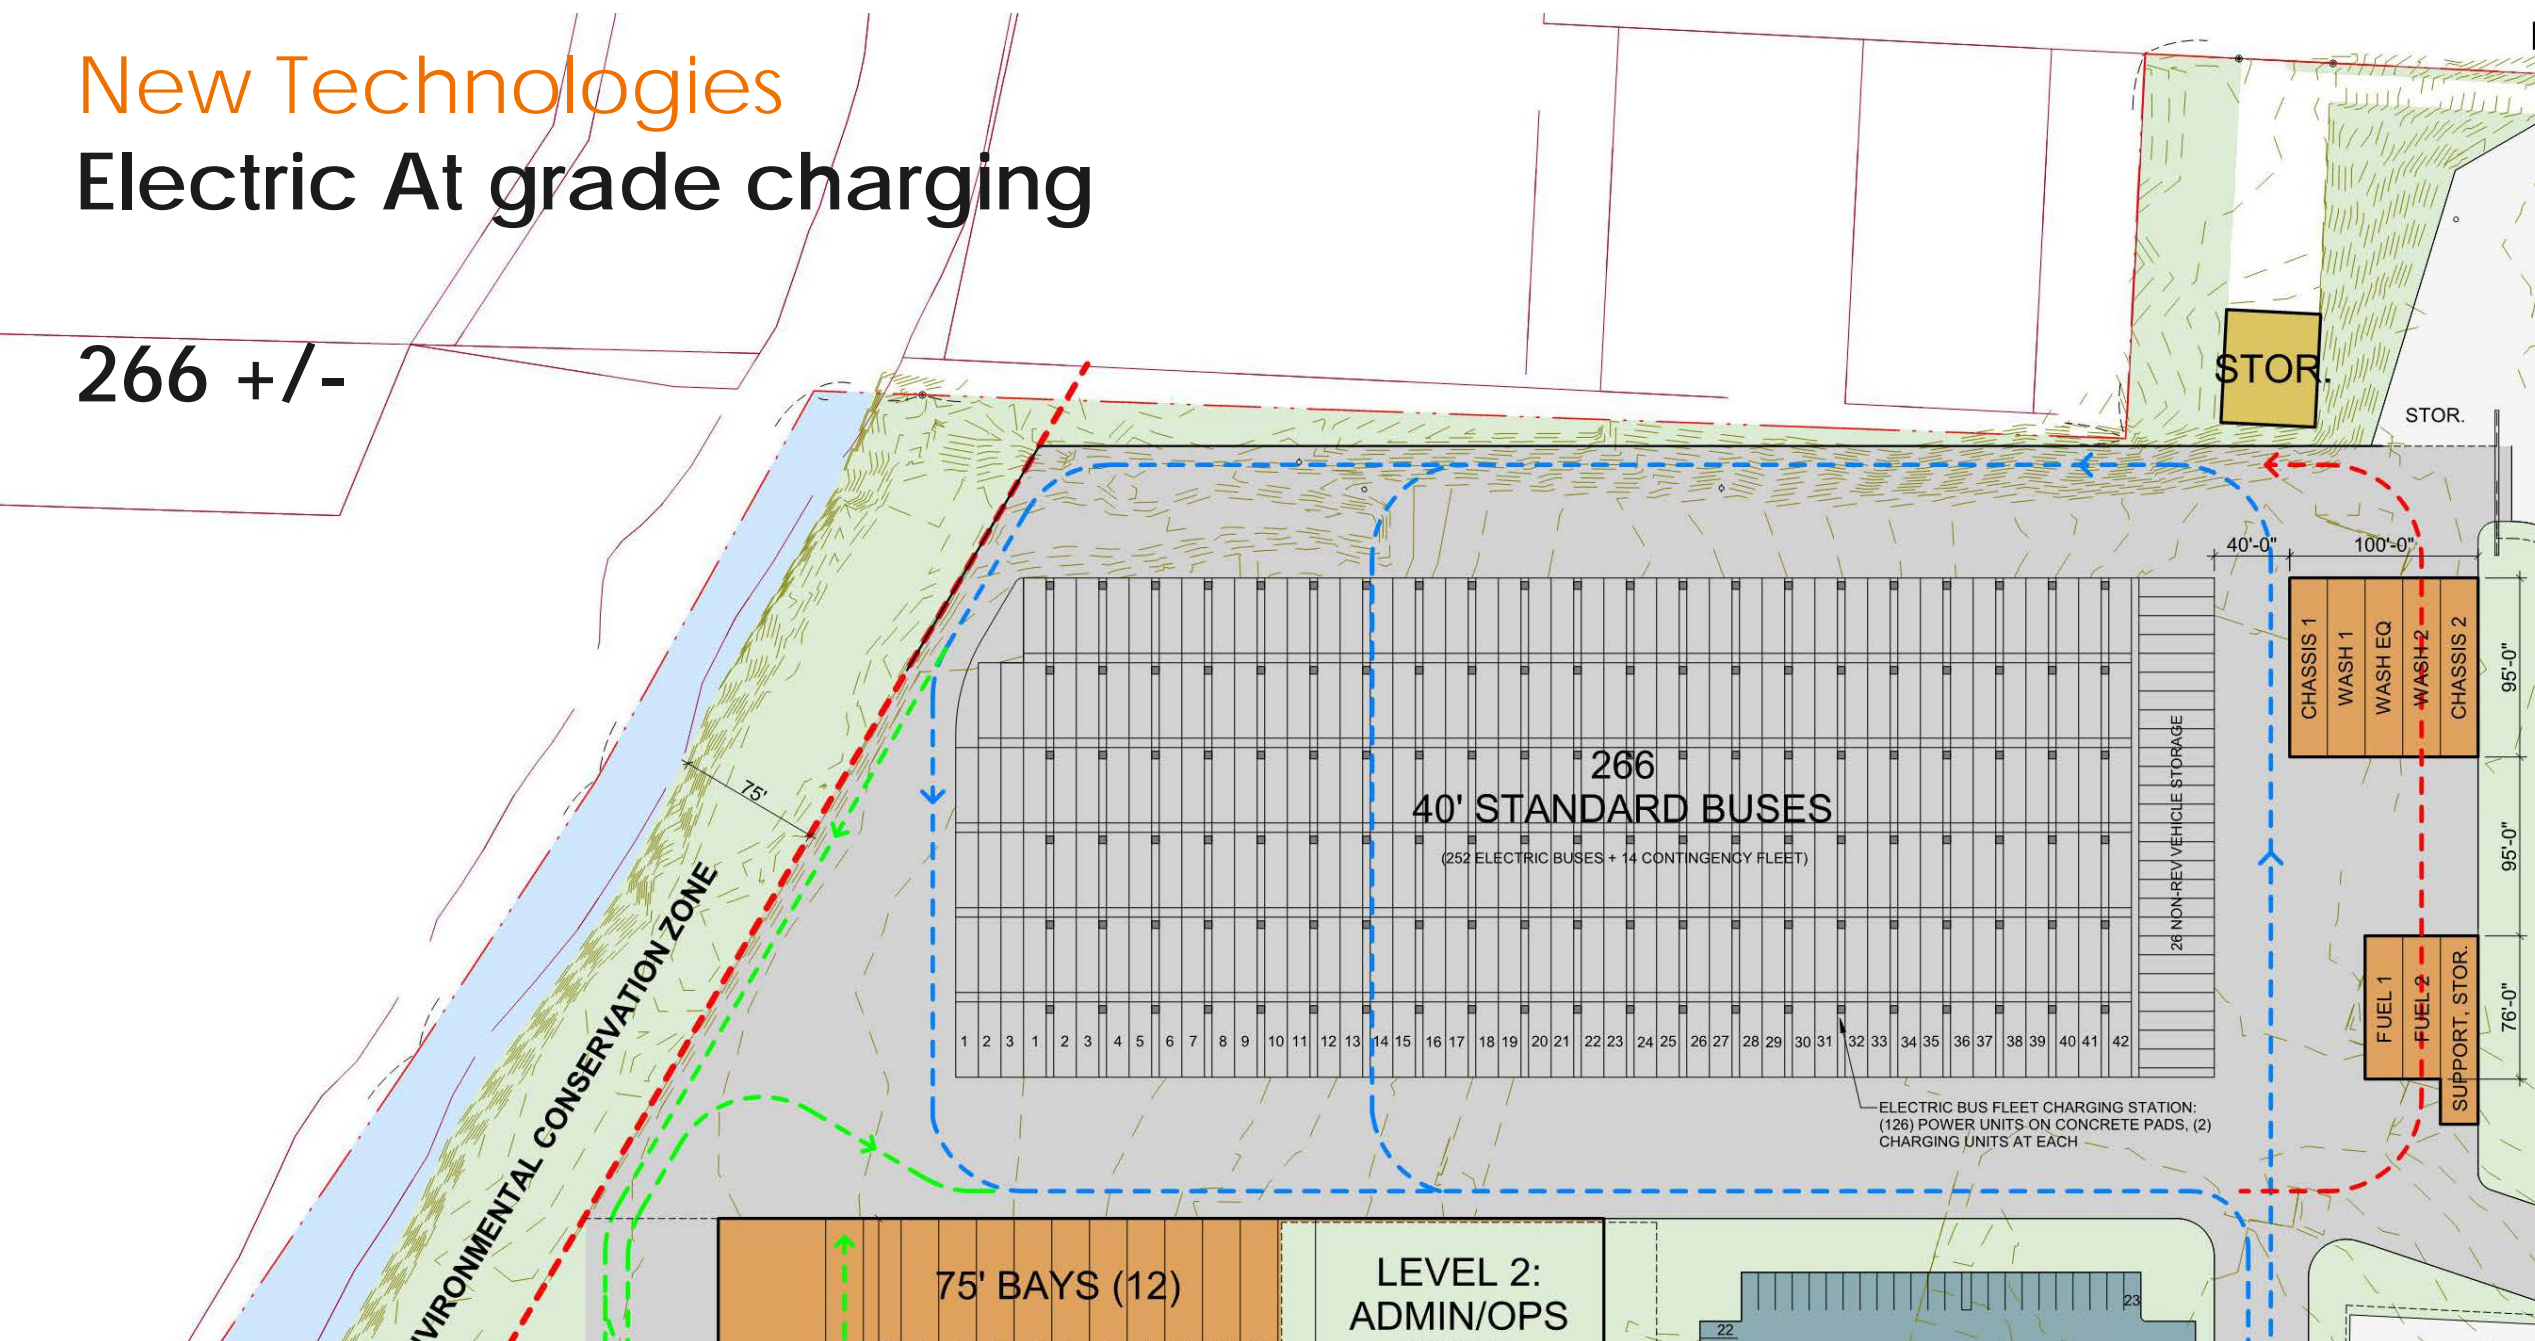 New Technologies
Electric At grade charging
266 +/-
STOR.
STOR.
40'-0"
100'-0"
CHASSIS 1
WASH 1
WASH EQ
WASH 2
CHASSIS 2
95'-0"
75'
266
40' STANDARD BUSES
(252 ELECTRIC BUSES + 14 CONTINGENCY FLEET)
26 NON-REV VEHICLE STORAGE
95'-0"
ENVIRONMENTAL CONSERVATION ZONE
FUEL 1
FUEL 2
SUPPORT, STOR.
76'-0"
1 2 3 1 2 3 4 5 6 7 8 9 10 11 12 13 14 15 16 17 18 19 20 21 22 23 24 25 26 27 28 29 30 31 32 33 34 35 36 37 38 39 40 41 42
ELECTRIC BUS FLEET CHARGING STATION:
(126) POWER UNITS ON CONCRETE PADS, (2)
CHARGING UNITS AT EACH
75' BAYS (12)
LEVEL 2:
ADMIN/OPS
23
22